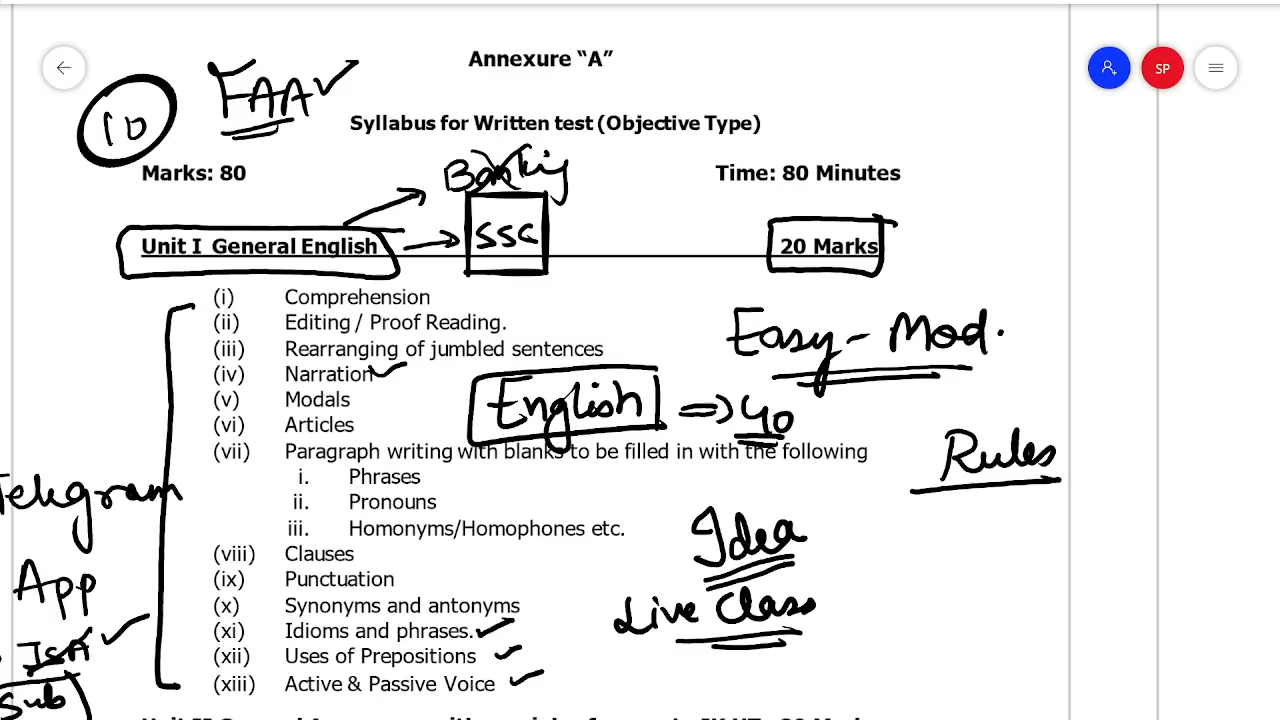 Annexure “A”
SP
10
FAA
Syllabus for Written test (Objective Type)
Marks: 80
Banking
Time: 80 Minutes
Unit I General English
SSC
20 Marks
(i) Comprehension
(ii) Editing / Proof Reading.
Easy - Mod.
(iii) Rearranging of jumbled sentences
(iv) Narration
English => 40
(v) Modals
(vi) Articles
(vii) Paragraph writing with blanks to be filled in with the following
Rules
i. Phrases
Telegram
ii. Pronouns
iii. Homonyms/Homophones etc.
Idea
(viii) Clauses
App
(ix) Punctuation
(x) Synonyms and antonyms
Live Class
(xi) Idioms and phrases.
(xii) Uses of Prepositions
(xiii) Active & Passive Voice
Sub